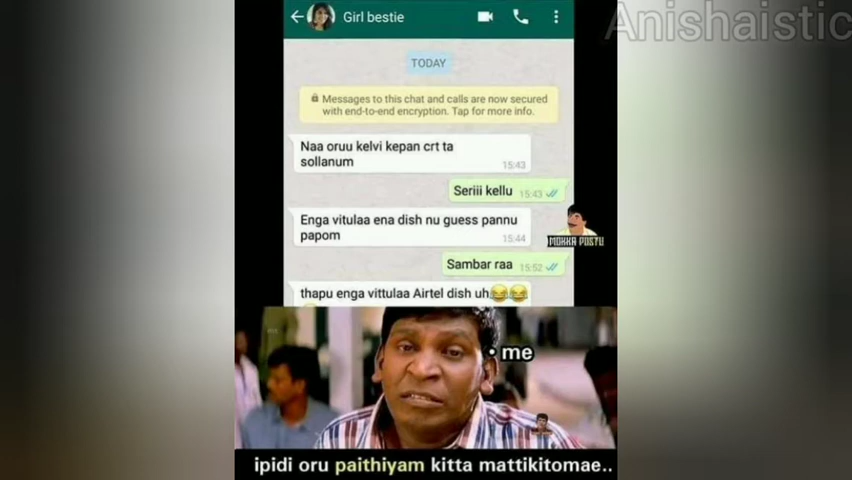 Anishaistic
Girl bestie
TODAY
Messages to this chat and calls are now secured
with end-to-end encryption. Tap for more info.
Naa oruu kelvi kepan crt ta
sollanum
15:43
Seriii kellu 15:43
Enga vitulaa ena dish nu guess pannu
papom
15:44
MOKKA POSTU
Sambar raa 15:52
thapu enga vittulaa Airtel dish uh😂😂
• me
ipidi oru paithiyam kitta mattikitomae..